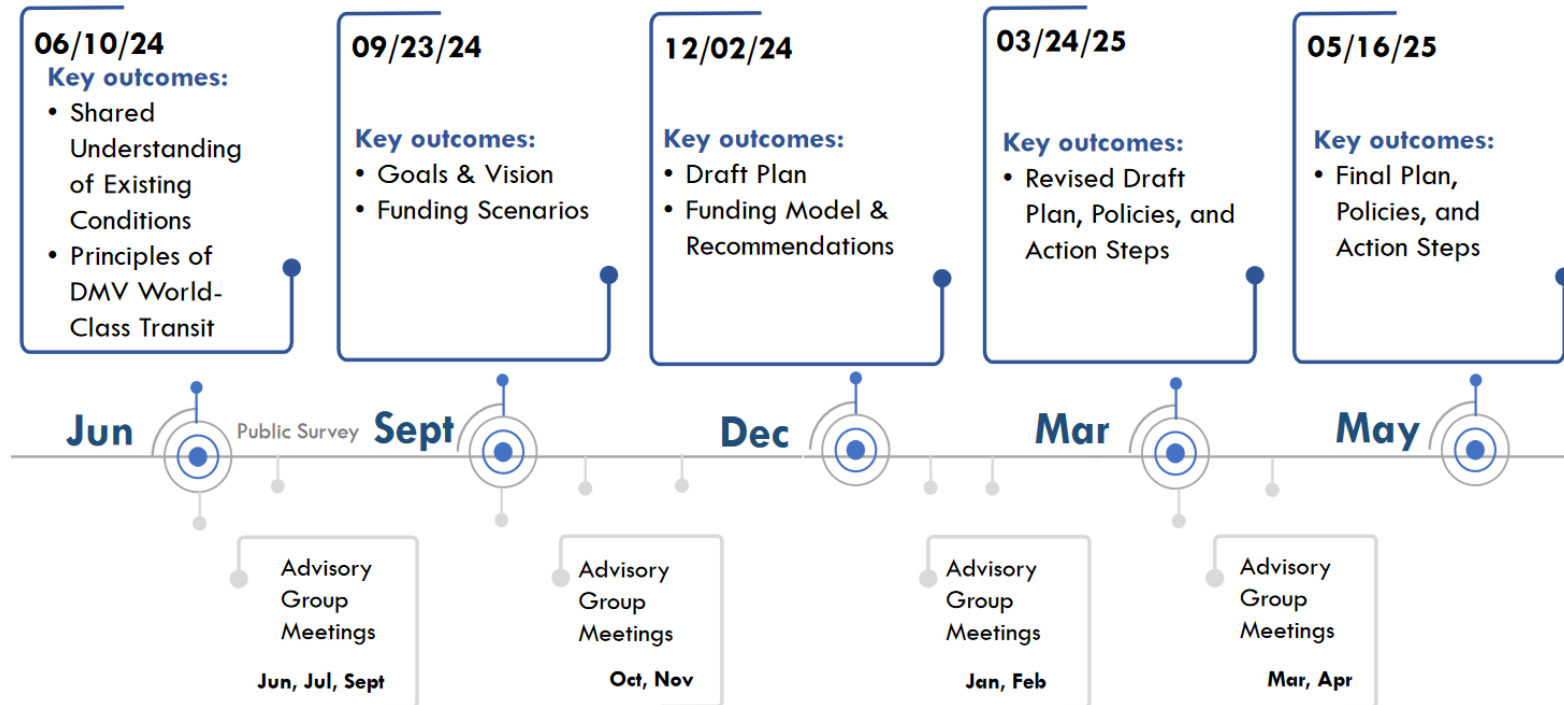 06/10/24
Key outcomes:
• Shared
Understanding
of Existing
Conditions
• Principles of
DMV World-
Class Transit
09/23/24
Key outcomes:
• Goals & Vision
• Funding Scenarios
12/02/24
Key outcomes:
• Draft Plan
• Funding Model &
Recommendations
03/24/25
Key outcomes:
• Revised Draft
Plan, Policies, and
Action Steps
05/16/25
Key outcomes:
• Final Plan,
Policies, and
Action Steps
Jun
Public Survey
Sept
Dec
Mar
May
Advisory
Group
Meetings
Jun, Jul, Sept
Advisory
Group
Meetings
Oct, Nov
Advisory
Group
Meetings
Jan, Feb
Advisory
Group
Meetings
Mar, Apr